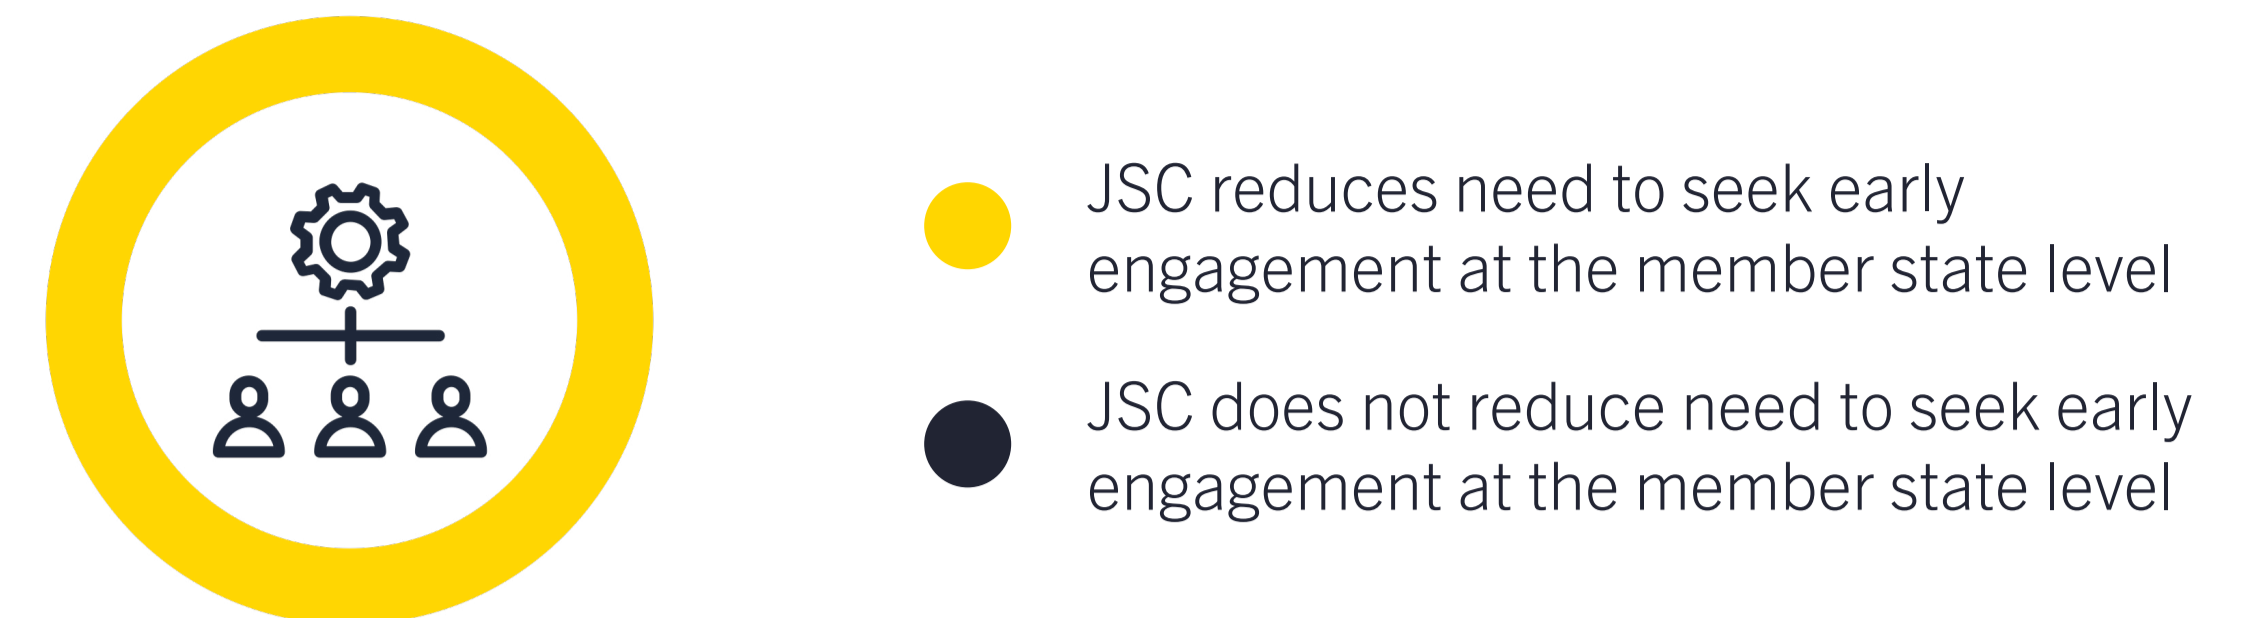 JSC reduces need to seek early
engagement at the member state level
JSC does not reduce need to seek early
engagement at the member state level